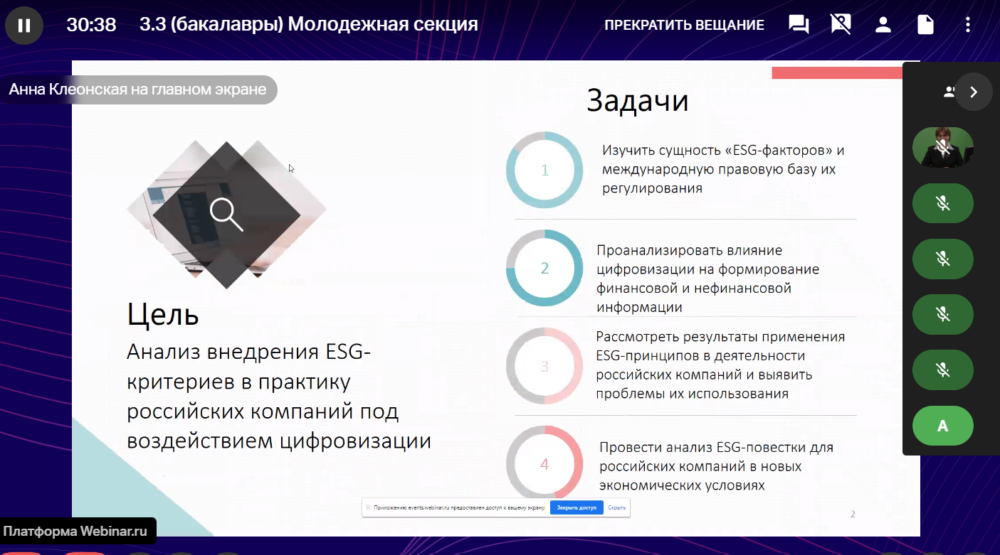 30:38
3.3 (бакалавры) Молодежная секция
ПРЕКРАТИТЬ ВЕЩАНИЕ
Анна Клеонская на главном экране
Цель
Анализ внедрения ESG-
критериев в практику
российских компаний под
воздействием цифровизации
Задачи
1
Изучить сущность «ESG-факторов» и
международную правовую базу их
регулирования
2
Проанализировать влияние
цифровизации на формирование
финансовой и нефинансовой
информации
3
Рассмотреть результаты применения
ESG-принципов в деятельности
российских компаний и выявить
проблемы их использования
4
Провести анализ ESG-повестки для
российских компаний в новых
экономических условиях
Приложению events.webinar.ru предоставлен доступ к вашему экрану.
Закрыть доступ
Скрыть
2
A
Платформа Webinar.ru